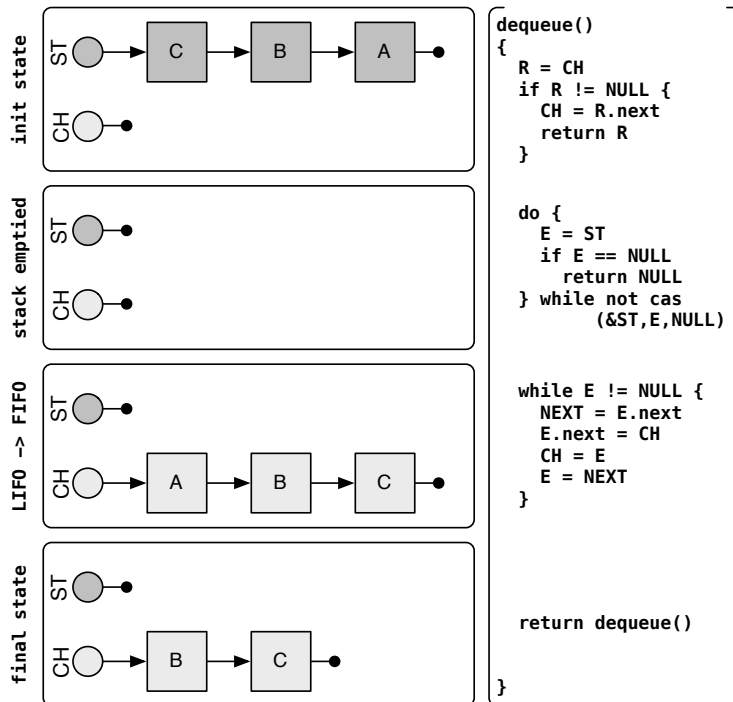 init state
ST
C
B
A
CH
stack emptied
ST
CH
LIFO -> FIFO
ST
CH
A
B
C
final state
ST
CH
B
C
dequeue()
{
R = CH
if R != NULL {
CH = R.next
return R
}
do {
E = ST
if E == NULL
return NULL
} while not cas
(&ST,E,NULL)
while E != NULL {
NEXT = E.next
E.next = CH
CH = E
E = NEXT
}
return dequeue()
}